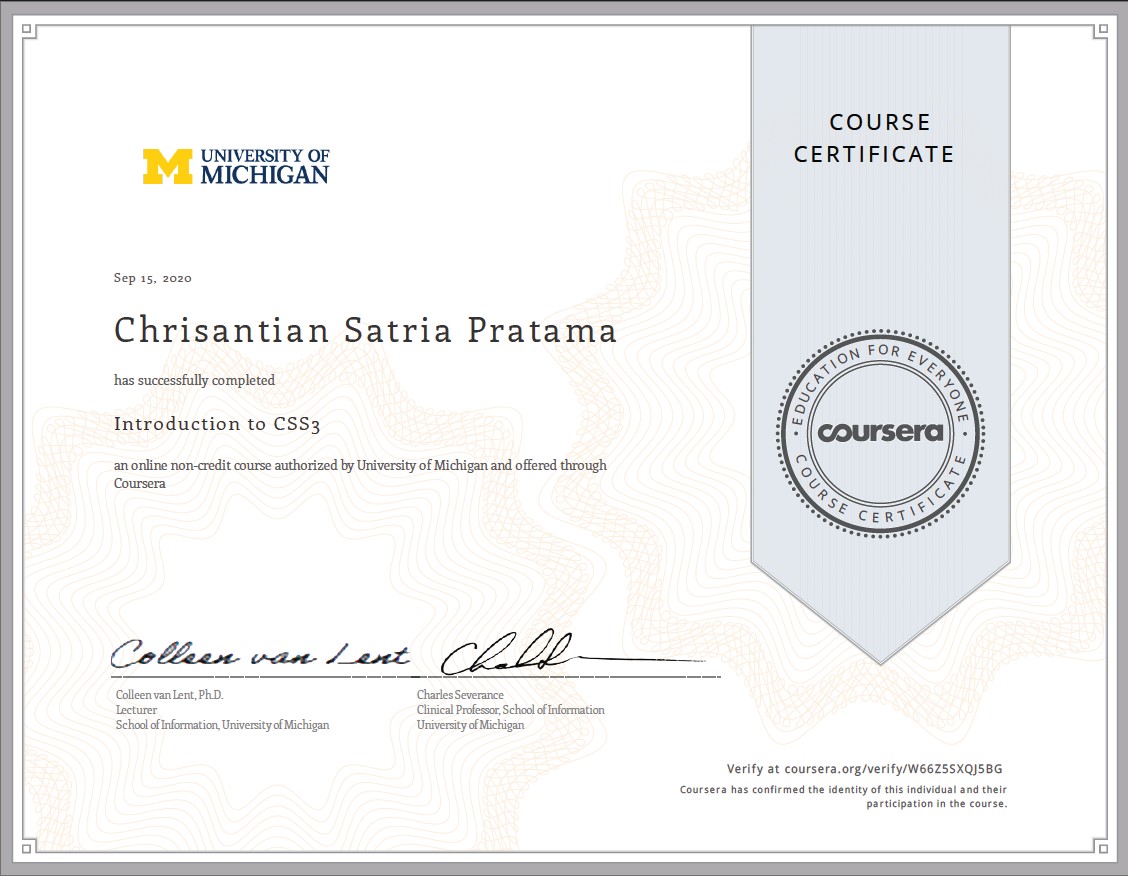 COURSE
CERTIFICATE
UNIVERSITY OF
MICHIGAN
Sep 15, 2020
Chrisantian Satria Pratama
has successfully completed
Introduction to CSS3
an online non-credit course authorized by University of Michigan and offered through
Coursera
EDUCATION FOR EVERYONE
coursera
COURSE CERTIFICATE
Colleen van Lent
Colleen van Lent, Ph.D.
Lecturer
School of Information, University of Michigan
Charles Severance
Clinical Professor, School of Information
University of Michigan
Verify at coursera.org/verify/W66Z5SXQJ5BG
Coursera has confirmed the identity of this individual and their
participation in the course.